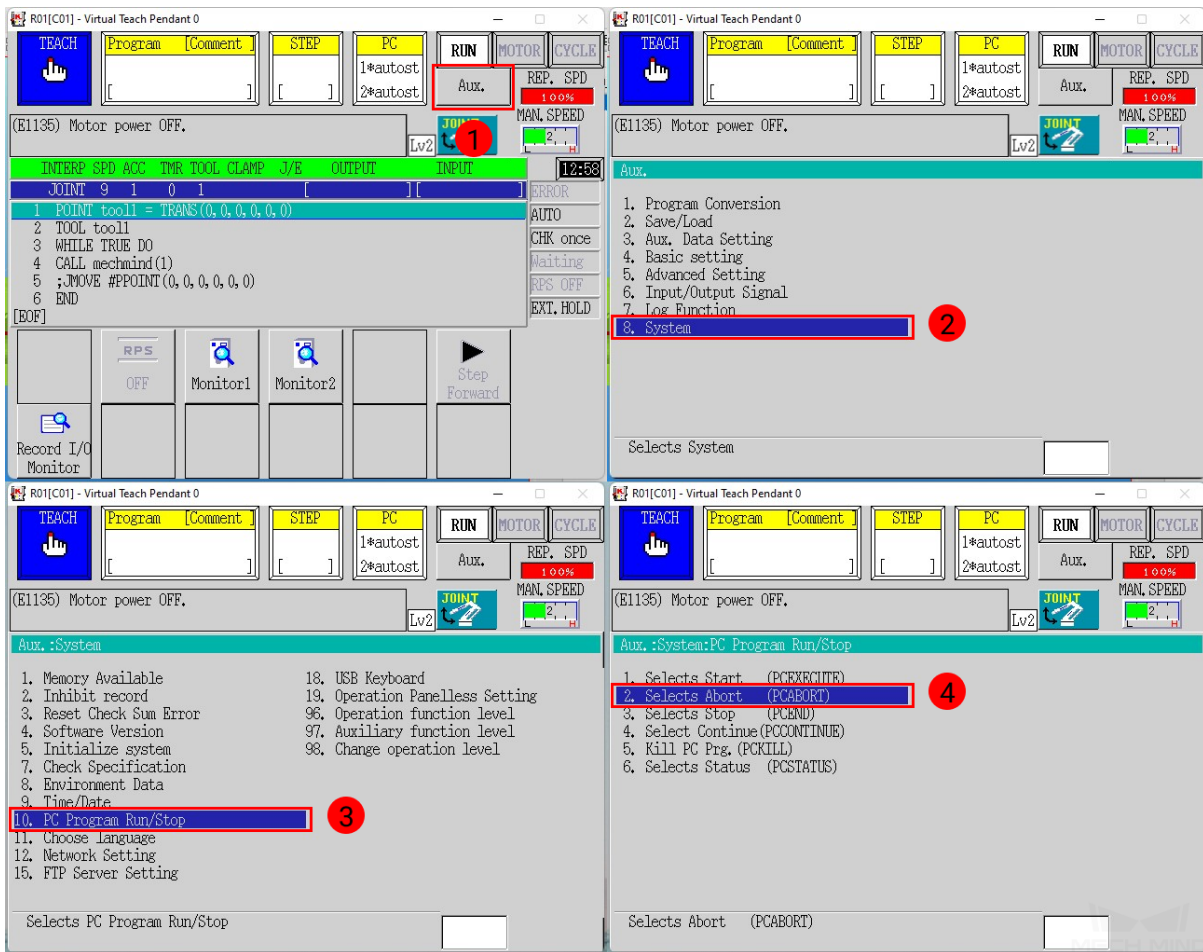 R01[C01] - Virtual Teach Pendant 0
TEACH
Program [Comment ]
STEP
PC
RUN
MOTOR
CYCLE
1*autost
2*autost
[ ]
[ ]
Aux.
REP. SPD
100%
(E1135) Motor power OFF.
Lv2
JOINT
1
MAN. SPEED
2
L H
INTERP SPD ACC TMR TOOL CLAMP J/E OUTPUT INPUT
12:58
JOINT 9 1 0 1 [ ][ ]
1 POINT tool1 = TRANS(0,0,0,0,0,0)
2 TOOL tool1
3 WHILE TRUE DO
4 CALL mechmind(1)
5 ;JMOVE #PPOINT(0,0,0,0,0,0)
6 END
[EOF]
ERROR
AUTO
CHK once
Waiting
RPS OFF
EXT. HOLD
RPS
OFF
Monitor1
Monitor2
Step
Forward
Record I/O
Monitor
R01[C01] - Virtual Teach Pendant 0
TEACH
Program [Comment ]
STEP
PC
RUN
MOTOR
CYCLE
1*autost
2*autost
[ ]
[ ]
Aux.
REP. SPD
100%
(E1135) Motor power OFF.
Lv2
JOINT
MAN. SPEED
2
L H
Aux.
1. Program Conversion
2. Save/Load
3. Aux. Data Setting
4. Basic setting
5. Advanced Setting
6. Input/Output Signal
7. Log Function
8. System
2
Selects System
R01[C01] - Virtual Teach Pendant 0
TEACH
Program [Comment ]
STEP
PC
RUN
MOTOR
CYCLE
1*autost
2*autost
[ ]
[ ]
Aux.
REP. SPD
100%
(E1135) Motor power OFF.
Lv2
JOINT
MAN. SPEED
2
L H
Aux.:System
1. Memory Available
2. Inhibit record
3. Reset Check Sum Error
4. Software Version
5. Initialize system
7. Check Specification
8. Environment Data
9. Time/Date
10. PC Program Run/Stop
11. Choose language
12. Network Setting
15. FTP Server Setting
18. USB Keyboard
19. Operation Panelless Setting
96. Operation function level
97. Auxiliary function level
98. Change operation level
3
Selects PC Program Run/Stop
R01[C01] - Virtual Teach Pendant 0
TEACH
Program [Comment ]
STEP
PC
RUN
MOTOR
CYCLE
1*autost
2*autost
[ ]
[ ]
Aux.
REP. SPD
100%
(E1135) Motor power OFF.
Lv2
JOINT
MAN. SPEED
2
L H
Aux.:System:PC Program Run/Stop
1. Selects Start (PCEXECUTE)
2. Selects Abort (PCABORT)
3. Selects Stop (PCEND)
4. Select Continue(PCCONTINUE)
5. Kill PC Prg.(PCKILL)
6. Selects Status (PCSTATUS)
4
Selects Abort (PCABORT)
MECH MIND